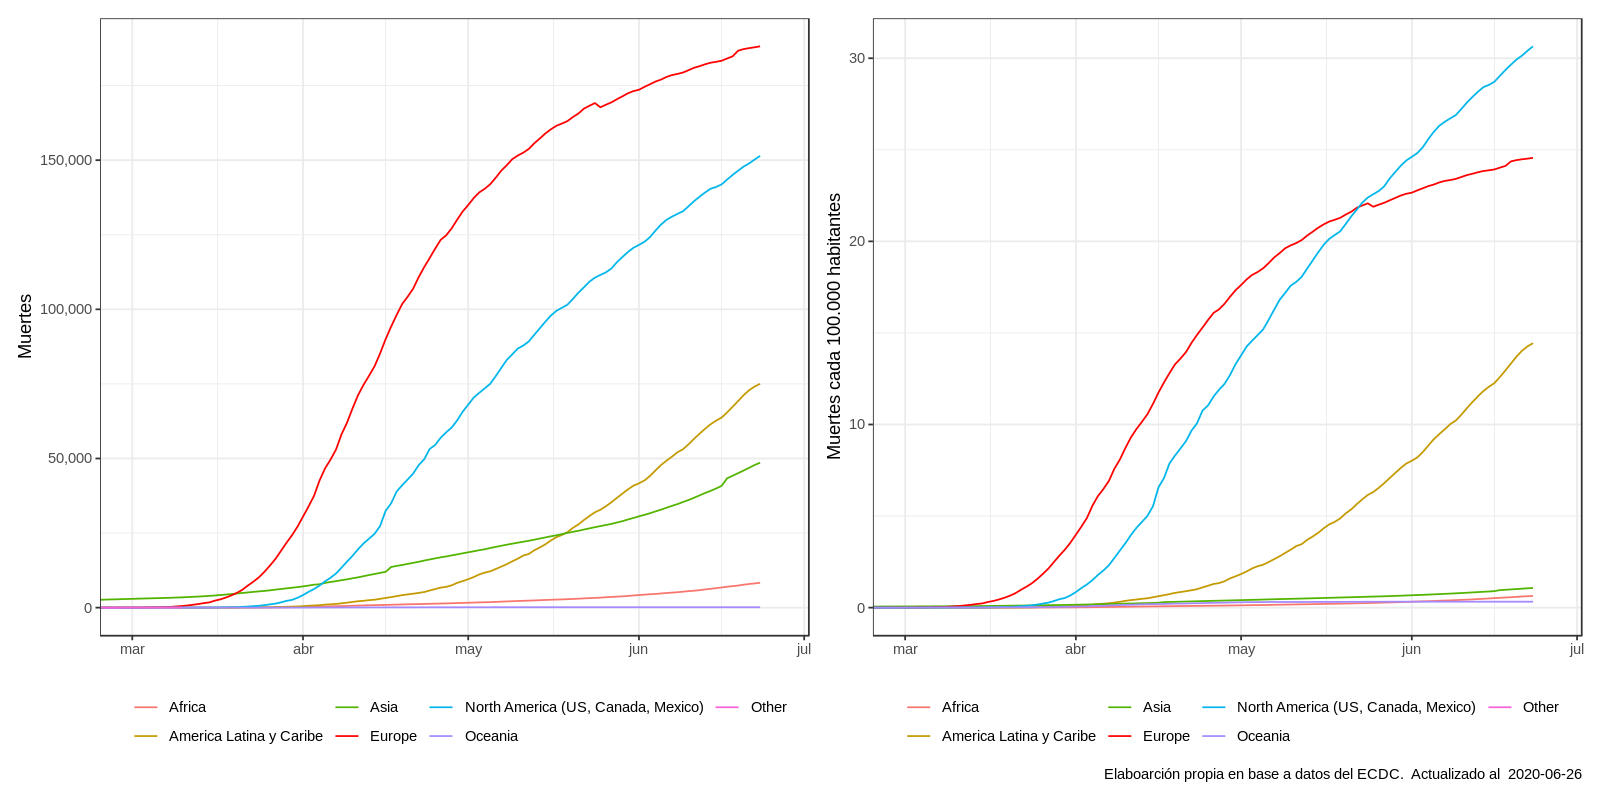 Muertes
150,000
100,000
50,000
0
mar abr may jun jul
Africa Asia North America (US, Canada, Mexico) Other
America Latina y Caribe Europe Oceania
Muertes cada 100.000 habitantes
30
20
10
0
mar abr may jun jul
Africa Asia North America (US, Canada, Mexico) Other
America Latina y Caribe Europe Oceania
Elaboarción propia en base a datos del ECDC. Actualizado al 2020-06-26